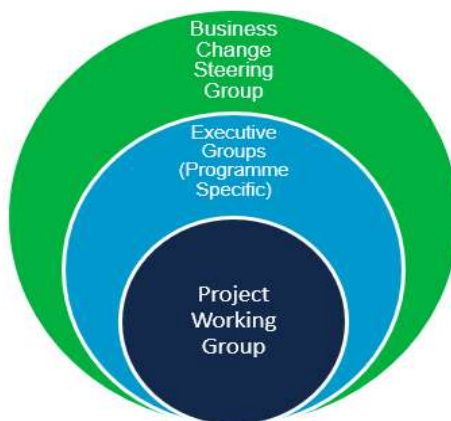 Business
Change
Steering
Group
Executive
Groups
(Programme
Specific)
Project
Working
Group